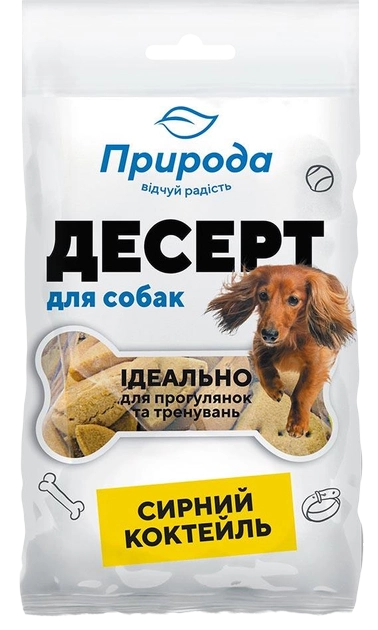 Природа
відчуй радість
ДЕСЕРТ
для собак
ІДЕАЛЬНО
для прогулянок
та тренувань
СИРНИЙ
КОКТЕЙЛЬ